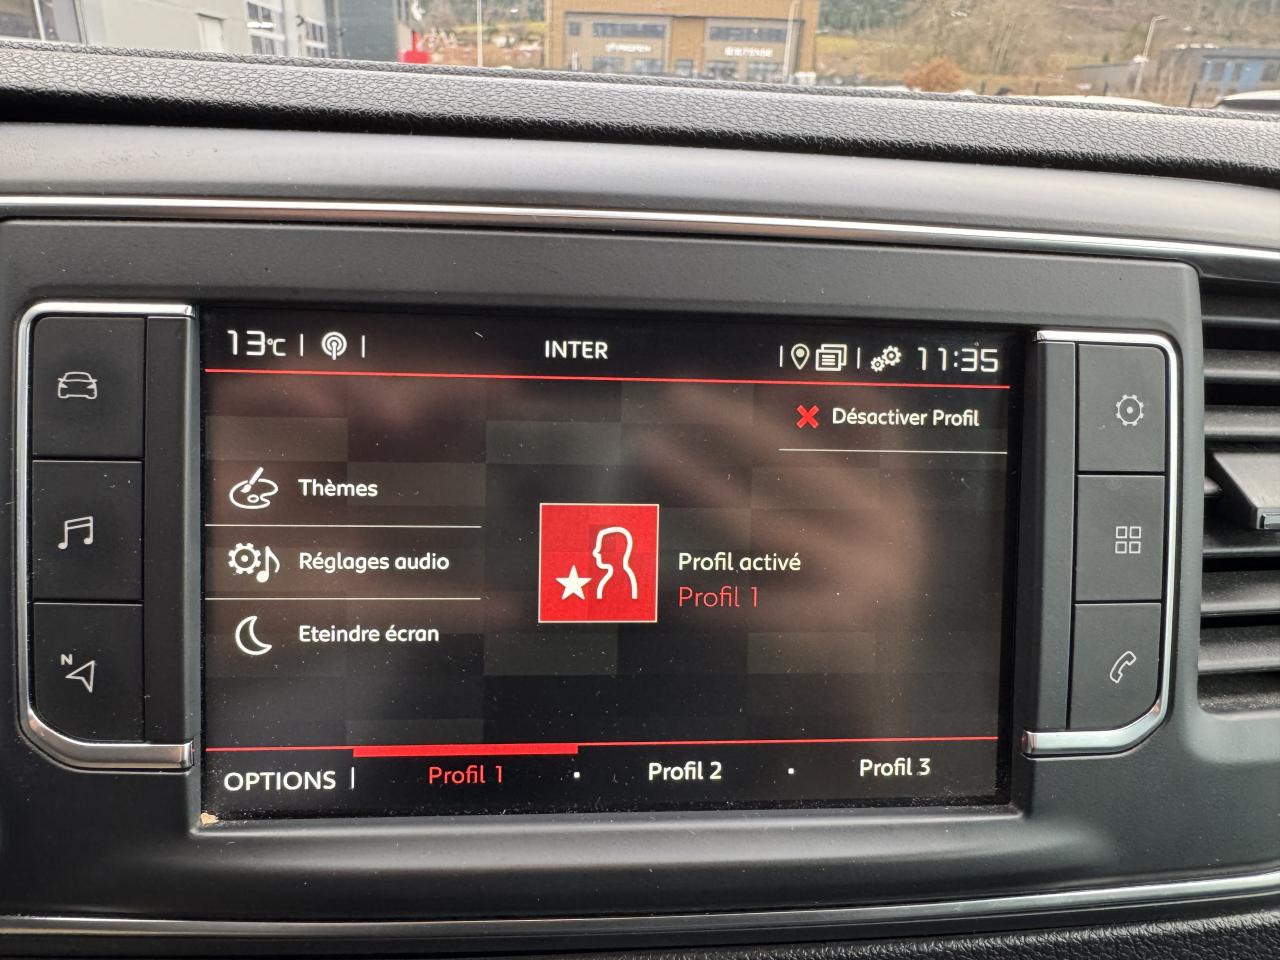 13°C
INTER
11:35
Désactiver Profil
Thèmes
Réglages audio
Eteindre écran
Profil activé
Profil 1
OPTIONS
Profil 1
Profil 2
Profil 3
N